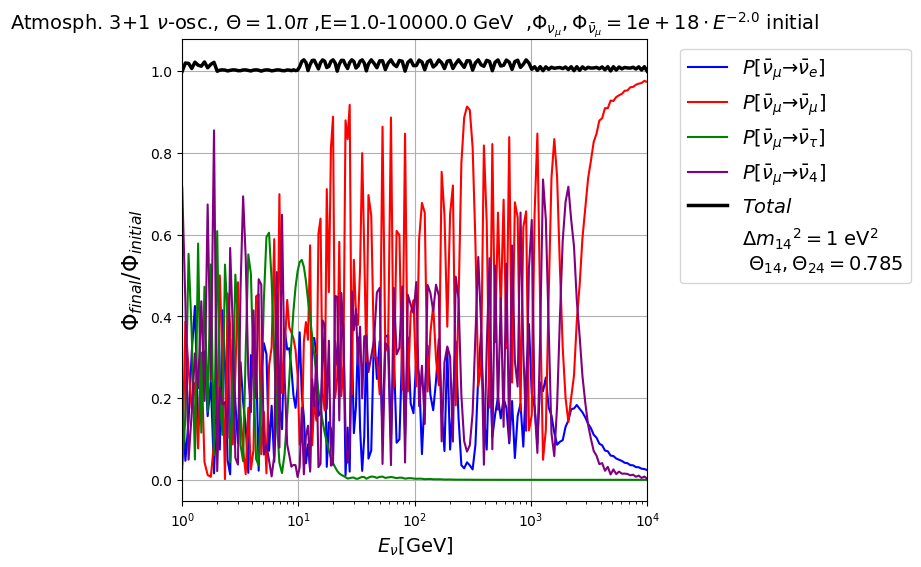 Atmosph. 3+1 ν-osc., Θ = 1.0π ,E=1.0-10000.0 GeV ,Φ_{ν_μ}, Φ_{ν̄_μ} = 1e + 18 · E^{-2.0} initial
P[ν̄_μ→ν̄_e]
P[ν̄_μ→ν̄_μ]
P[ν̄_μ→ν̄_τ]
P[ν̄_μ→ν̄_4]
Total
Δm_{14}² = 1 eV²
Θ_{14}, Θ_{24} = 0.785
Φ_{final}/Φ_{initial}
1.0
0.8
0.6
0.4
0.2
0.0
10^0 10^1 10^2 10^3 10^4
E_ν[GeV]